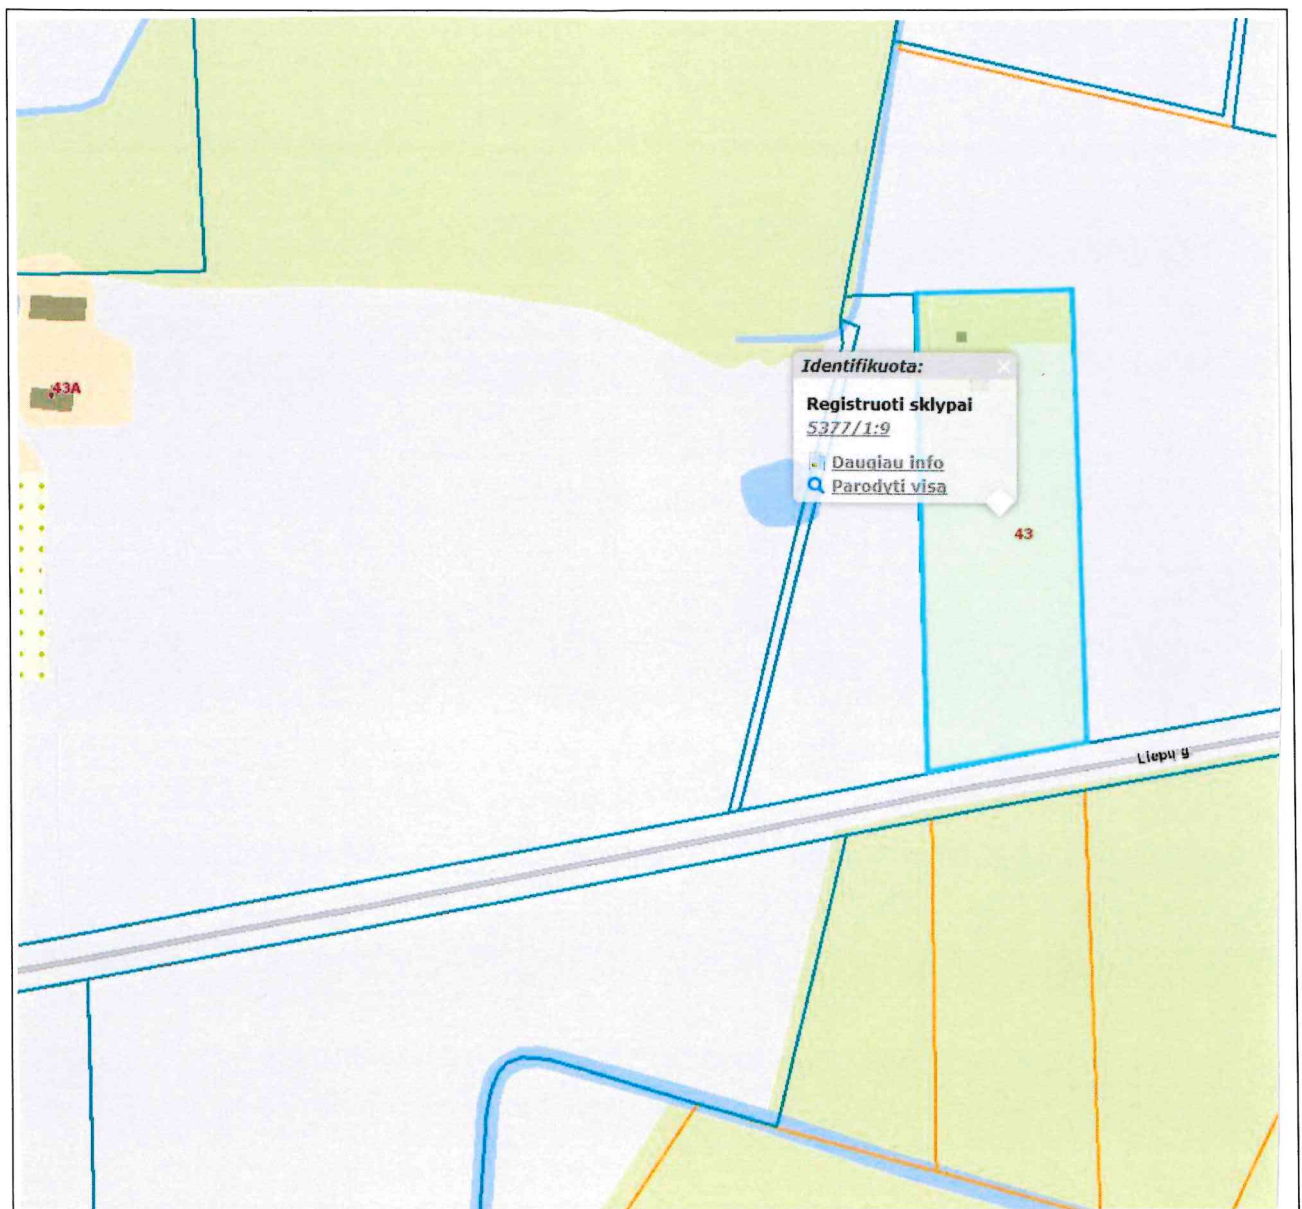 43A
Identifikuota:
Registruoti sklypai
5377/1:9
Daugiau info
Parodyti visą
43
Liepų g